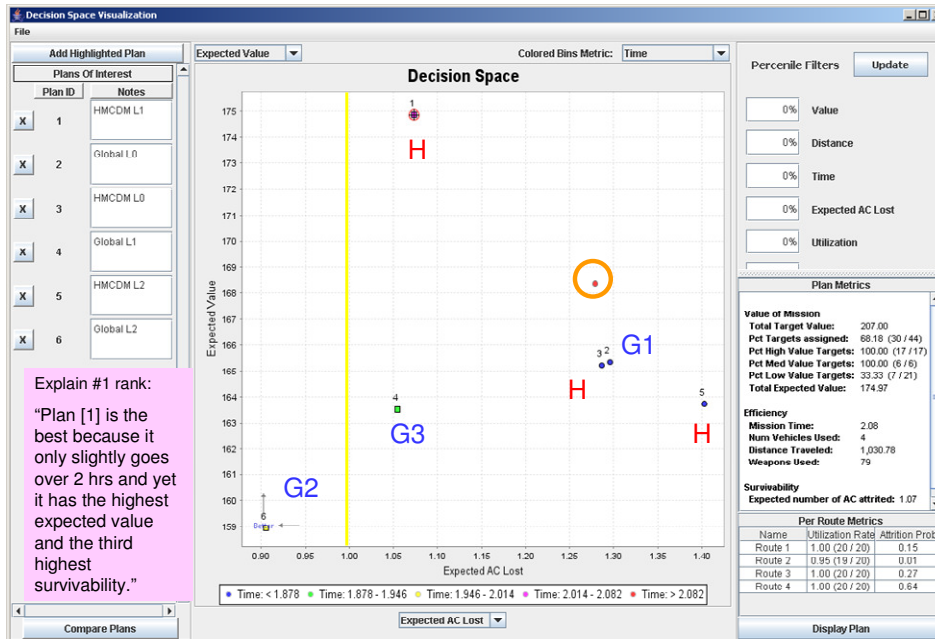 Decision Space Visualization
File
Add Highlighted Plan
Plans Of Interest
Plan ID Notes
X 1 HMCDM L1
X 2 Global L0
X 3 HMCDM L0
X 4 Global L1
X 5 HMCDM L2
X 6 Global L2
Explain #1 rank:
“Plan [1] is the
best because it
only slightly goes
over 2 hrs and yet
it has the highest
expected value
and the third
highest
survivability.”
Compare Plans
Expected Value
Colored Bins Metric: Time
Decision Space
Expected Value
175
174
173
172
171
170
169
168
167
166
165
164
163
162
161
160
159
1
H
3 2
G1
H
5
H
4
G3
G2
6
0.90 0.95 1.00 1.05 1.10 1.15 1.20 1.25 1.30 1.35 1.40
Expected AC Lost
Time: < 1.878 Time: 1.878 - 1.946 Time: 1.946 - 2.014 Time: 2.014 - 2.082 Time: > 2.082
Expected AC Lost
Percenile Filters Update
0% Value
0% Distance
0% Time
0% Expected AC Lost
0% Utilization
Plan Metrics
Value of Mission
Total Target Value: 207.00
Pct Targets assigned: 68.18 (30 / 44)
Pct High Value Targets: 100.00 (17 / 17)
Pct Med Value Targets: 100.00 (6 / 6)
Pct Low Value Targets: 33.33 (7 / 21)
Total Expected Value: 174.97
Efficiency
Mission Time: 2.08
Num Vehicles Used: 4
Distance Traveled: 1,030.78
Weapons Used: 79
Survivability
Expected number of AC attrited: 1.07
Per Route Metrics
Name Utilization Rate Attrition Prob
Route 1 1.00 (20 / 20) 0.15
Route 2 0.95 (19 / 20) 0.01
Route 3 1.00 (20 / 20) 0.27
Route 4 1.00 (20 / 20) 0.64
Display Plan